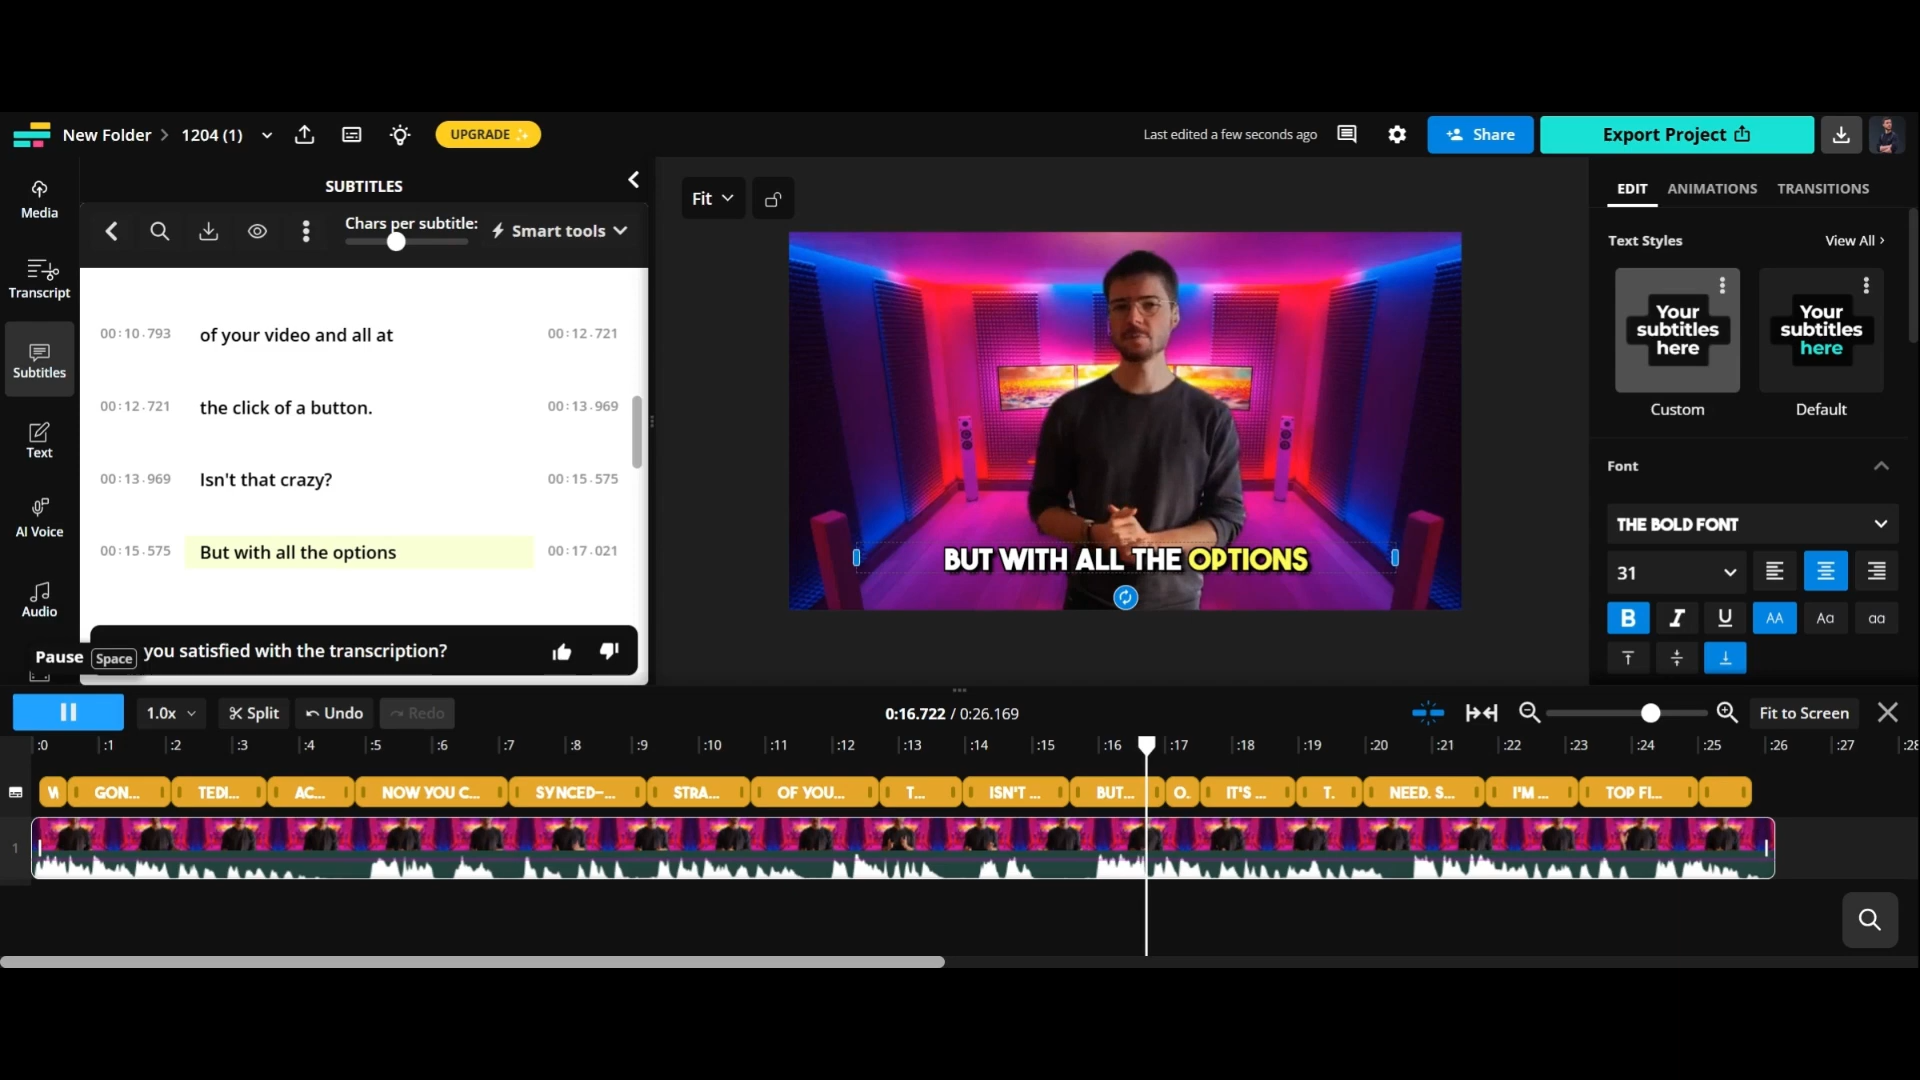 New Folder > 1204 (1)
UPGRADE
Last edited a few seconds ago
Share
Export Project
Media
Transcript
Subtitles
Text
AI Voice
Audio
SUBTITLES
Chars per subtitle:
Smart tools
00:10.793 of your video and all at 00:12.721
00:12.721 the click of a button. 00:13.969
00:13.969 Isn't that crazy? 00:15.575
00:15.575 But with all the options 00:17.021
you satisfied with the transcription?
Pause Space
Fit
BUT WITH ALL THE OPTIONS
EDIT ANIMATIONS TRANSITIONS
Text Styles View All ›
Your subtitles here
Custom
Your subtitles here
Default
Font
THE BOLD FONT
31
B I U AA Aa aa
1.0x Split Undo Redo
0:16.722 / 0:26.169
Fit to Screen
:0 :1 :2 :3 :4 :5 :6 :7 :8 :9 :10 :11 :12 :13 :14 :15 :16 :17 :18 :19 :20 :21 :22 :23 :24 :25 :26 :27 :28
GON... TEDI... AC... NOW YOU C... SYNCED-... STRA... OF YOU... T... ISN'T ... BUT... O. IT'S ... T. NEED. S... I'M ... TOP FI...
1